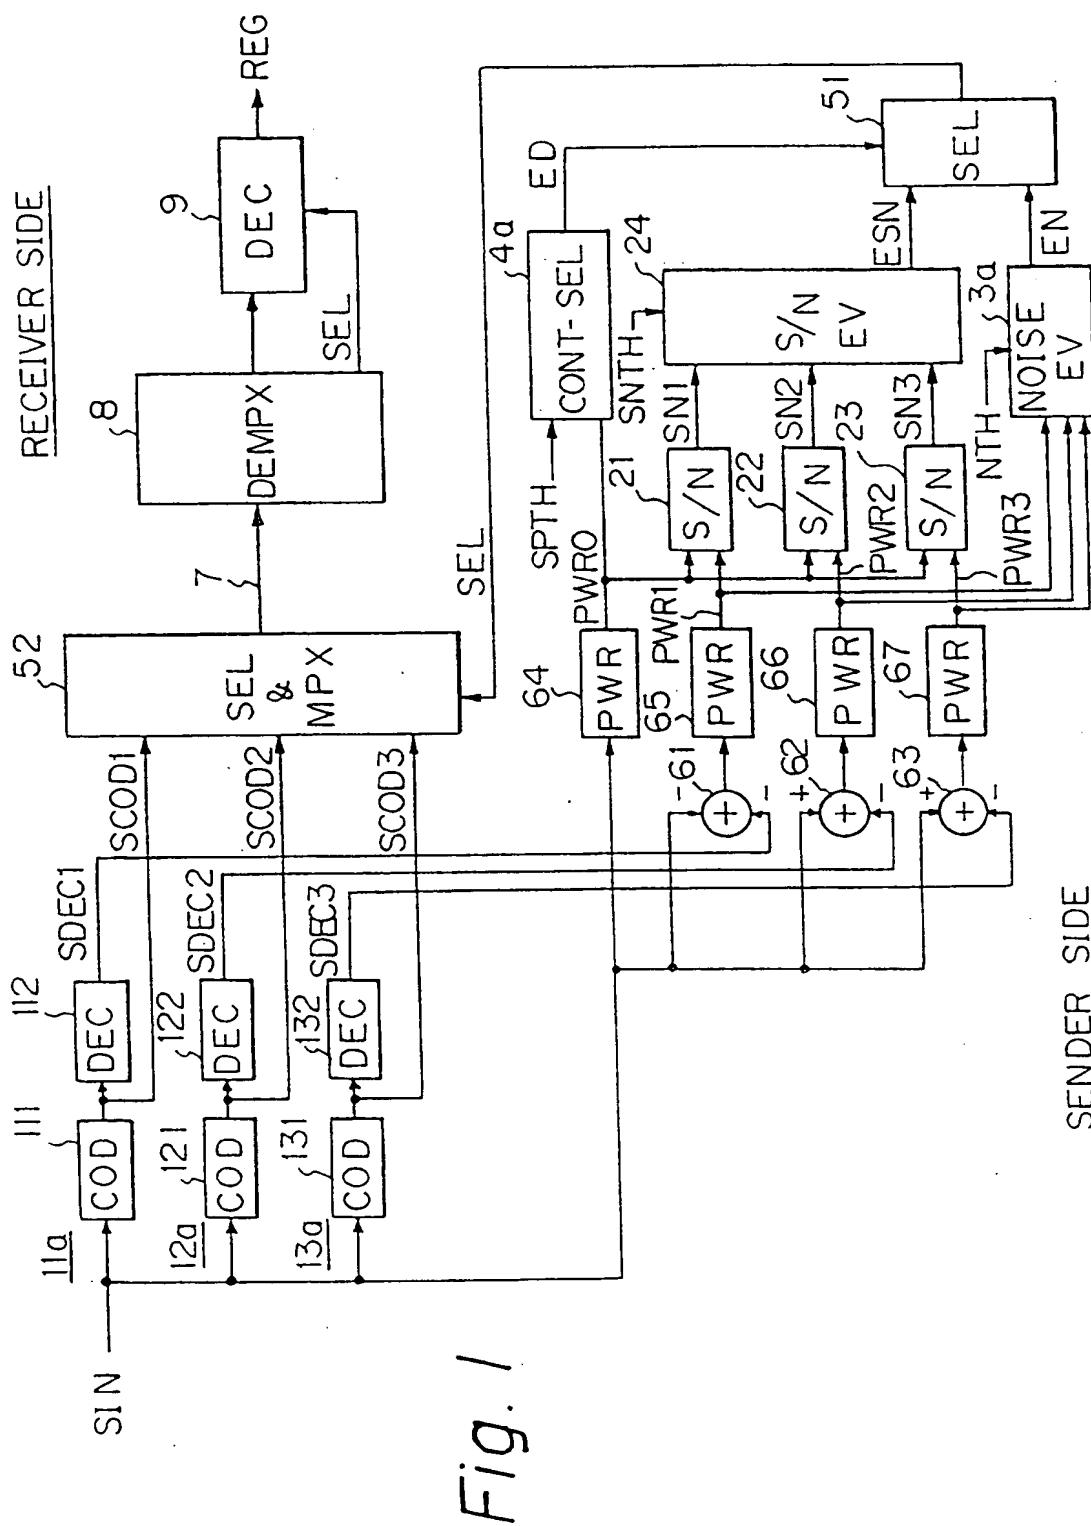 RECEIVER SIDE
52
7
8
9
SEL
&
MPX
DEMPX
DEC
REG
SEL
11a
111
112
COD
DEC
SDEC1
SCOD1
12a
121
122
COD
DEC
SDEC2
SCOD2
13a
131
132
COD
DEC
SDEC3
SCOD3
SIN
SEL
64
PWR
PWR0
SPTH
4a
CONT-SEL
ED
51
SEL
65
-
61
+
-
PWR
PWR1
21
S/N
SN1
SNTH
24
S/N
EV
ESN
66
+
62
+
-
PWR
PWR2
22
S/N
SN2
67
+
63
+
-
PWR
PWR3
23
S/N
SN3
NTH
3a
NOISE
EV
EN
SENDER SIDE
Fig. 1